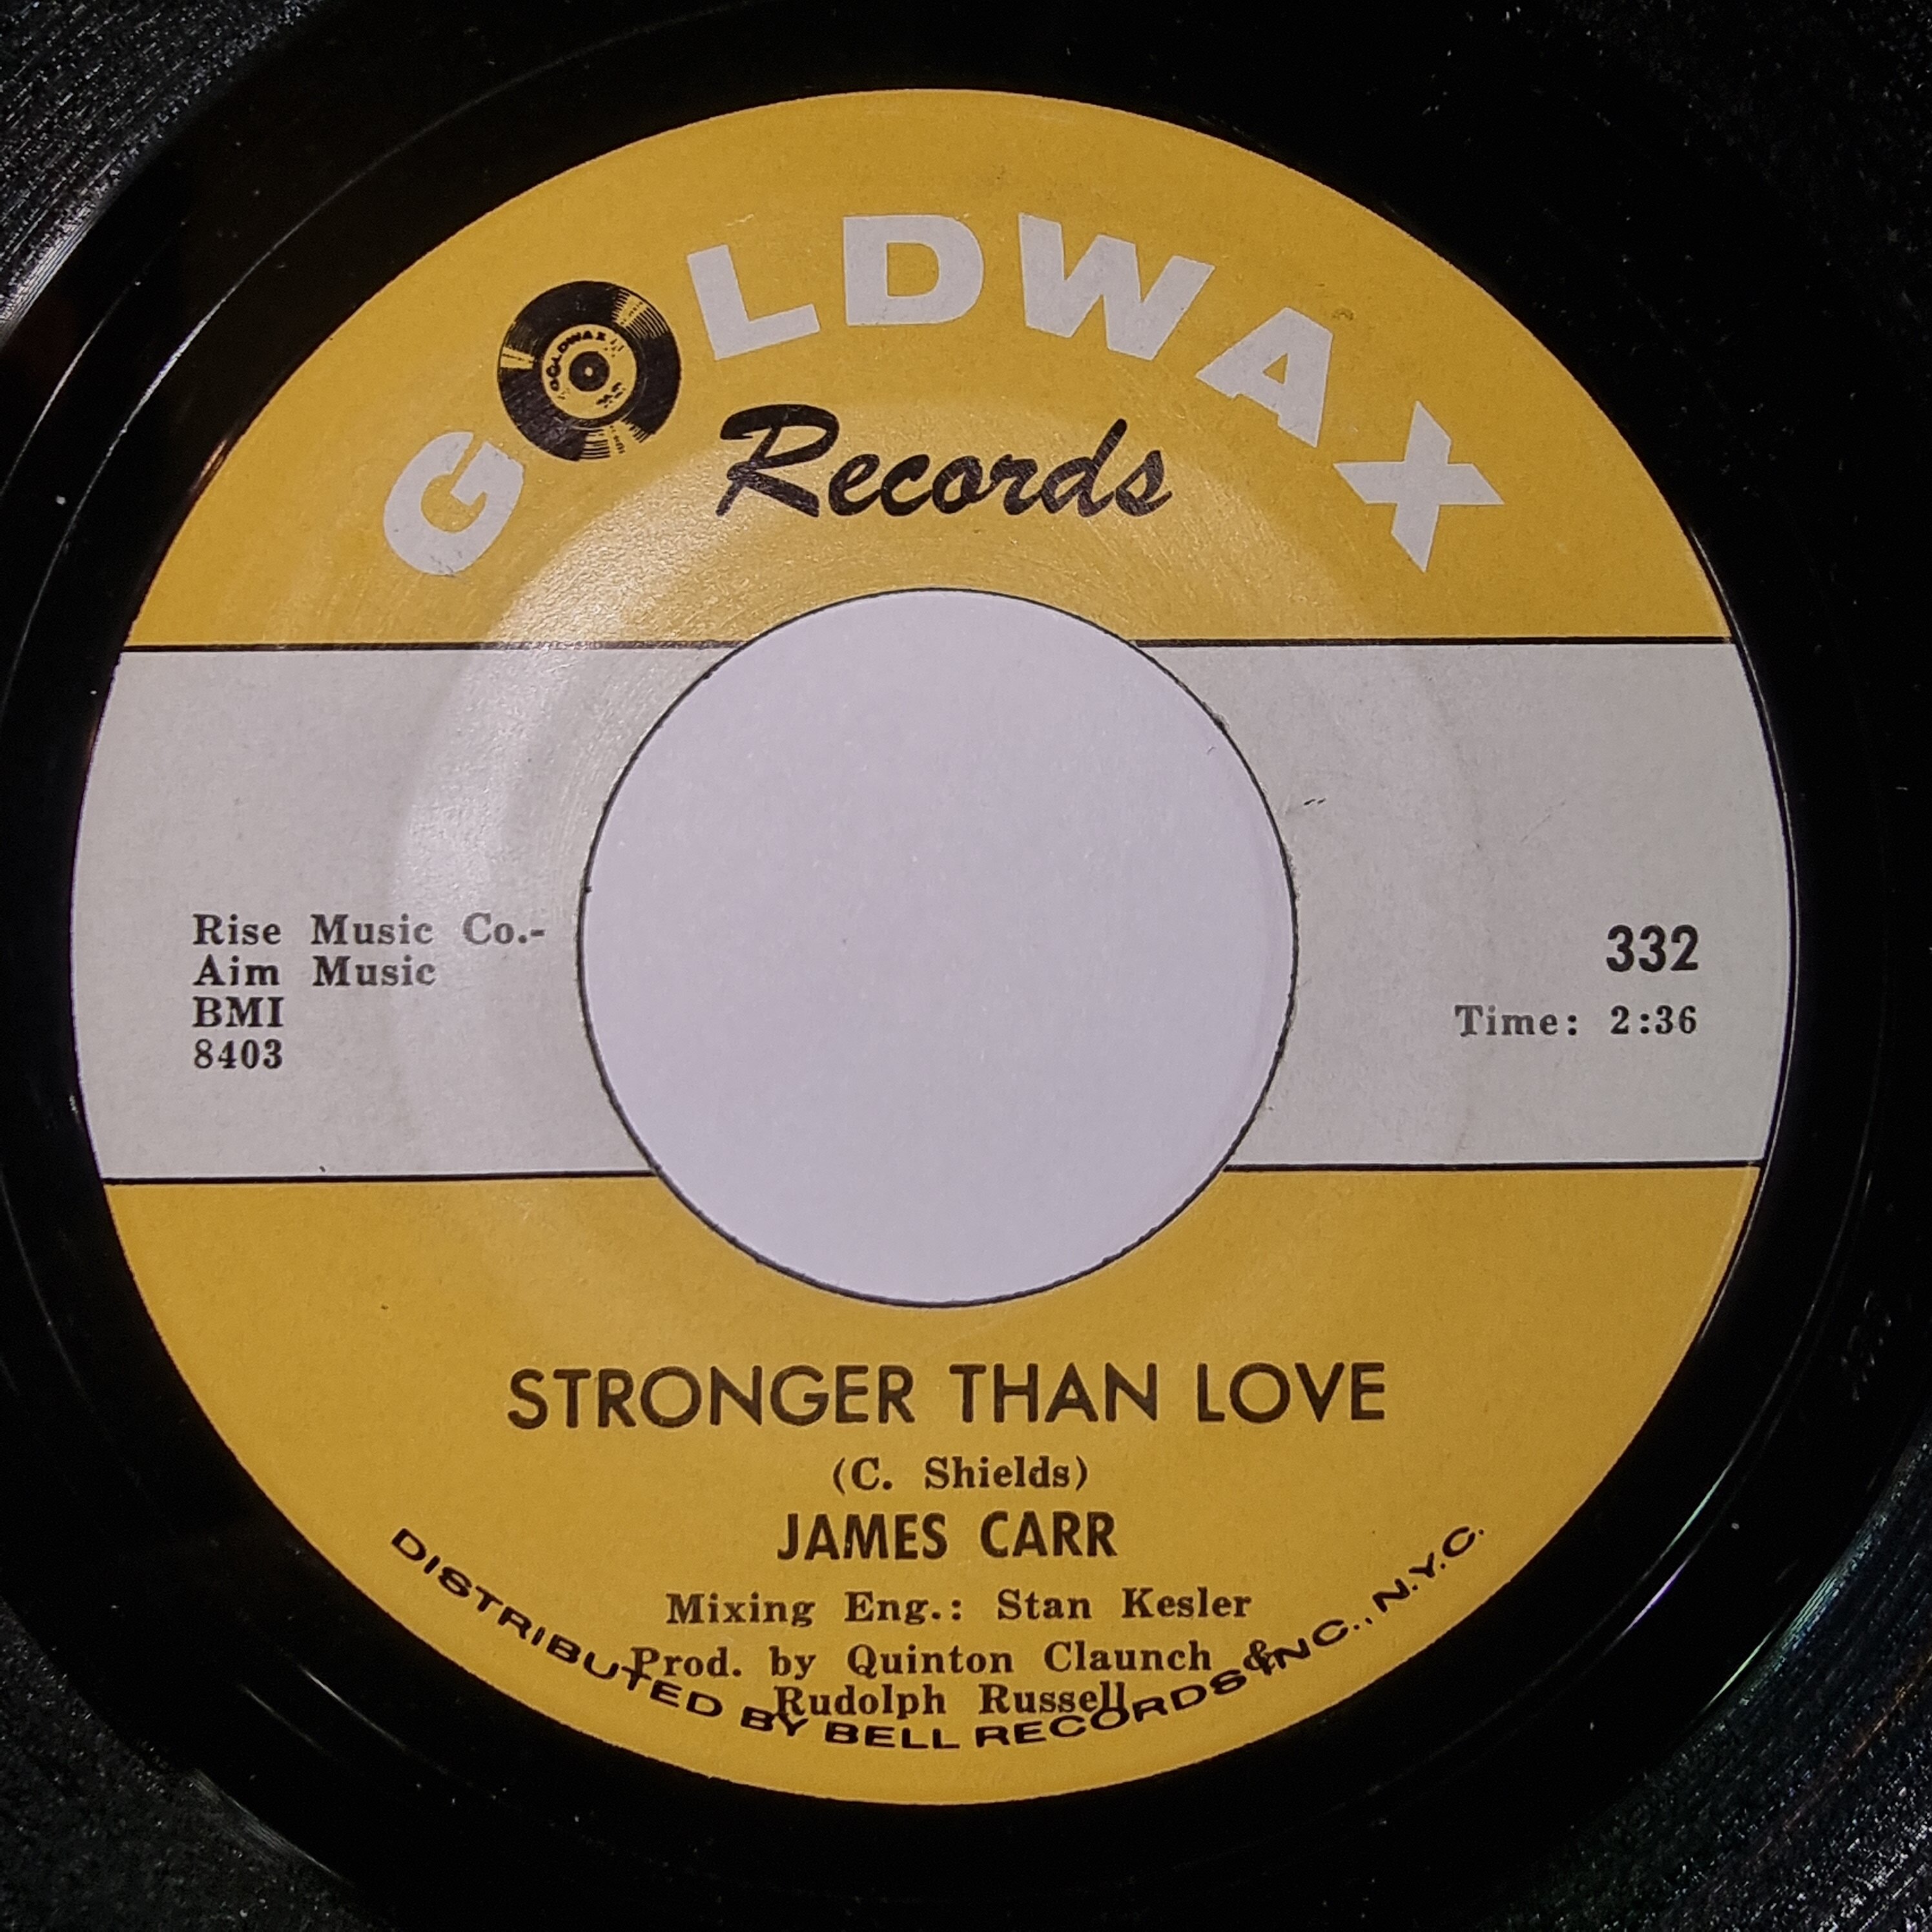 GOLDWAX
Records
Rise Music Co.-
Aim Music
BMI
8403
332
Time: 2:36
STRONGER THAN LOVE
(C. Shields)
JAMES CARR
Mixing Eng.: Stan Kesler
Prod. by Quinton Claunch &
Rudolph Russell
DISTRIBUTED BY BELL RECORDS INC., N.Y.C.